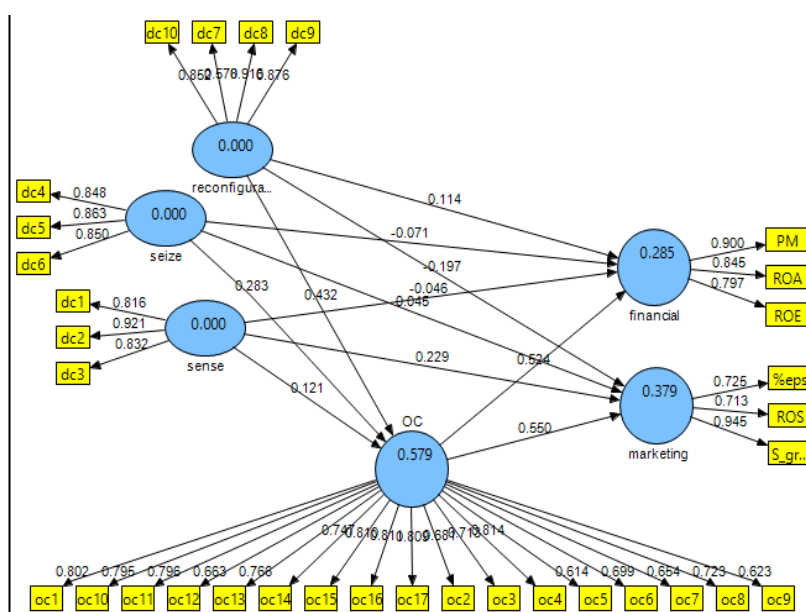 dc10 dc7 dc8 dc9
0.852 0.576 0.916 0.876
0.000
reconfigura...
dc4 0.848
dc5 0.863
dc6 0.850
0.000
seize
dc1 0.816
dc2 0.921
dc3 0.832
0.000
sense
0.114
-0.071
-0.197
-0.046
0.283
0.432
0.229
0.121
0.524
0.550
0.285
financial
0.900 PM
0.845 ROA
0.797 ROE
0.379
marketing
0.725 %eps
0.713 ROS
0.945 S_gr..
OC
0.579
0.802 0.795 0.796 0.663 0.766 0.747 0.810 0.811 0.809 0.681 0.713 0.814 0.614 0.699 0.654 0.723 0.623
oc1 oc10 oc11 oc12 oc13 oc14 oc15 oc16 oc17 oc2 oc3 oc4 oc5 oc6 oc7 oc8 oc9